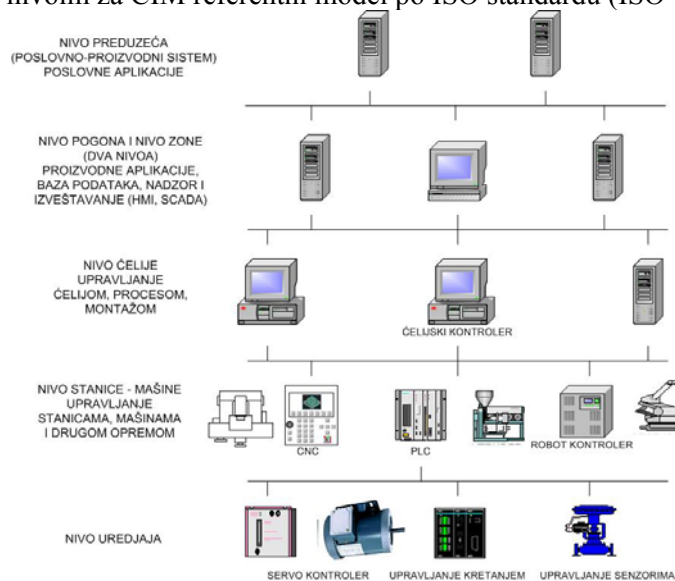 nivoim za CIM referentni model po ISO standardu (ISO
NIVO PREDUZEĆA
(POSLOVNO-PROIZVODNI SISTEM)
POSLOVNE APLIKACIJE
NIVO POGONA I NIVO ZONE
(DVA NIVOA)
PROIZVODNE APLIKACIJE,
BAZA PODATAKA, NADZOR I
IZVEŠTAVANJE (HMI, SCADA)
NIVO ĆELIJE
UPRAVLJANJE
ĆELIJOM, PROCESOM,
MONTAŽOM
ĆELIJSKI KONTROLER
NIVO STANICE - MAŠINE
UPRAVLJANJE
STANICAMA, MAŠINAMA
I DRUGOM OPREMOM
CNC
PLC
ROBOT KONTROLER
NIVO UREDJAJA
SERVO KONTROLER
UPRAVLJANJE KRETANJEM
UPRAVLJANJE SENZORIMA